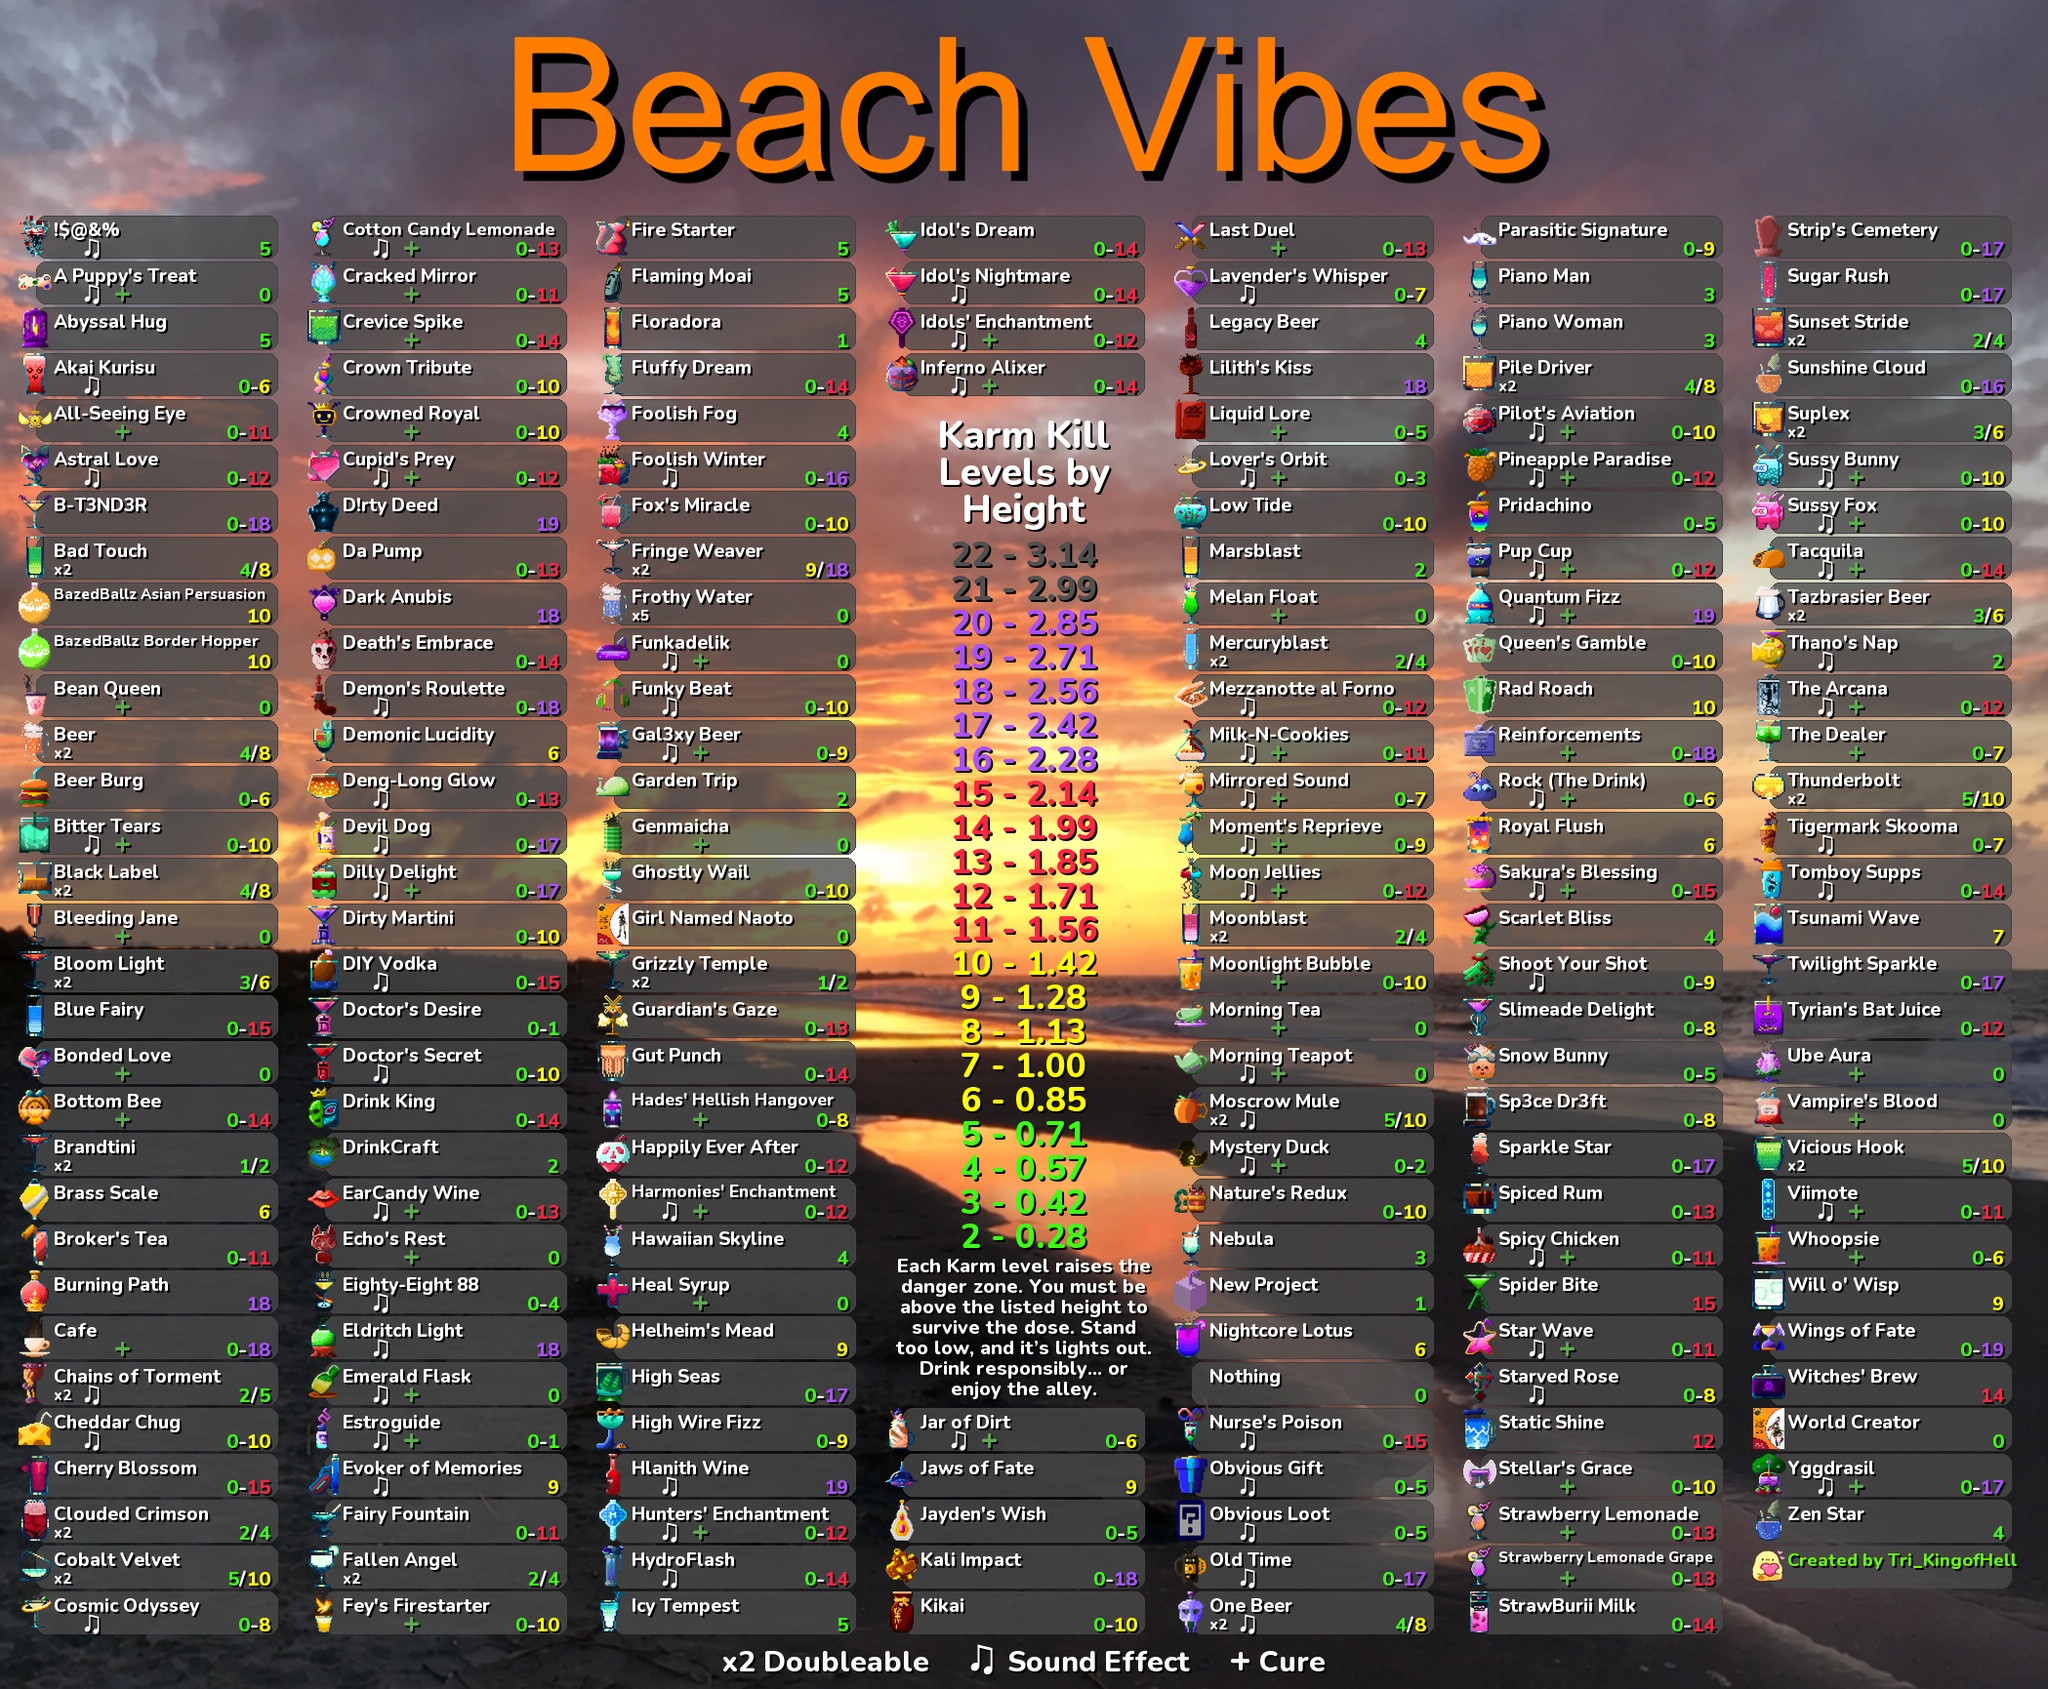 Beach Vibes
!$@&%
♫ 5
A Puppy's Treat
♫ + 0
Abyssal Hug
5
Akai Kurisu
♫ 0-6
All-Seeing Eye
+ 0-11
Astral Love
♫ 0-12
B-T3ND3R
0-18
Bad Touch
x2 4/8
BazedBallz Asian Persuasion
10
BazedBallz Border Hopper
10
Bean Queen
+ 0
Beer
x2 4/8
Beer Burg
0-6
Bitter Tears
♫ + 0-10
Black Label
x2 4/8
Bleeding Jane
+ 0
Bloom Light
x2 3/6
Blue Fairy
0-15
Bonded Love
+ 0
Bottom Bee
+ 0-14
Brandtini
x2 1/2
Brass Scale
6
Broker's Tea
0-11
Burning Path
18
Cafe
+ 0-18
Chains of Torment
x2 ♫ 2/5
Cheddar Chug
♫ 0-10
Cherry Blossom
0-15
Clouded Crimson
x2 2/4
Cobalt Velvet
x2 5/10
Cosmic Odyssey
♫ 0-8
Cotton Candy Lemonade
♫ + 0-13
Cracked Mirror
+ 0-11
Crevice Spike
+ 0-14
Crown Tribute
0-10
Crowned Royal
+ 0-10
Cupid's Prey
♫ + 0-12
D!rty Deed
19
Da Pump
0-13
Dark Anubis
18
Death's Embrace
0-14
Demon's Roulette
♫ 0-18
Demonic Lucidity
6
Deng-Long Glow
♫ 0-13
Devil Dog
♫ 0-17
Dilly Delight
♫ + 0-17
Dirty Martini
0-10
DIY Vodka
♫ 0-15
Doctor's Desire
0-1
Doctor's Secret
♫ 0-10
Drink King
0-14
DrinkCraft
2
EarCandy Wine
♫ + 0-13
Echo's Rest
+ 0
Eighty-Eight 88
♫ 0-4
Eldritch Light
♫ 18
Emerald Flask
♫ + 0
Estroguide
♫ + 0-1
Evoker of Memories
♫ 9
Fairy Fountain
0-11
Fallen Angel
x2 2/4
Fey's Firestarter
+ 0-10
Fire Starter
5
Flaming Moai
5
Floradora
1
Fluffy Dream
0-14
Foolish Fog
4
Foolish Winter
♫ 0-16
Fox's Miracle
0-10
Fringe Weaver
x2 9/18
Frothy Water
x5 0
Funkadelik
♫ + 0
Funky Beat
♫ 0-10
Gal3xy Beer
♫ + 0-9
Garden Trip
2
Genmaicha
+ 0
Ghostly Wail
0-10
Girl Named Naoto
0
Grizzly Temple
x2 1/2
Guardian's Gaze
0-13
Gut Punch
0-14
Hades' Hellish Hangover
+ 0-8
Happily Ever After
0-12
Harmonies' Enchantment
♫ + 0-12
Hawaiian Skyline
4
Heal Syrup
+ 0
Helheim's Mead
9
High Seas
0-17
High Wire Fizz
0-9
Hlanith Wine
19
Hunters' Enchantment
♫ + 0-12
HydroFlash
♫ 0-14
Icy Tempest
5
Idol's Dream
0-14
Idol's Nightmare
♫ 0-14
Idols' Enchantment
♫ + 0-12
Inferno Alixer
♫ + 0-14
Karm Kill
Levels by
Height
22 - 3.14
21 - 2.99
20 - 2.85
19 - 2.71
18 - 2.56
17 - 2.42
16 - 2.28
15 - 2.14
14 - 1.99
13 - 1.85
12 - 1.71
11 - 1.56
10 - 1.42
9 - 1.28
8 - 1.13
7 - 1.00
6 - 0.85
5 - 0.71
4 - 0.57
3 - 0.42
2 - 0.28
Each Karm level raises the
danger zone. You must be
above the listed height to
survive the dose. Stand
too low, and it's lights out.
Drink responsibly... or
enjoy the alley.
Jar of Dirt
♫ + 0-6
Jaws of Fate
9
Jayden's Wish
0-5
Kali Impact
0-18
Kikai
0-10
Last Duel
+ 0-13
Lavender's Whisper
♫ 0-7
Legacy Beer
4
Lilith's Kiss
18
Liquid Lore
+ 0-5
Lover's Orbit
♫ + 0-3
Low Tide
0-10
Marsblast
2
Melan Float
+ 0
Mercuryblast
x2 2/4
Mezzanotte al Forno
♫ 0-12
Milk-N-Cookies
♫ + 0-11
Mirrored Sound
♫ + 0-7
Moment's Reprieve
♫ + 0-9
Moon Jellies
♫ + 0-12
Moonblast
x2 2/4
Moonlight Bubble
+ 0-10
Morning Tea
+ 0
Morning Teapot
♫ + 0
Moscrow Mule
x2 ♫ 5/10
Mystery Duck
♫ + 0-2
Nature's Redux
0-10
Nebula
3
New Project
1
Nightcore Lotus
6
Nothing
0
Nurse's Poison
♫ 0-15
Obvious Gift
♫ 0-5
Obvious Loot
♫ 0-5
Old Time
♫ 0-17
One Beer
x2 ♫ 4/8
Parasitic Signature
0-9
Piano Man
3
Piano Woman
3
Pile Driver
x2 4/8
Pilot's Aviation
♫ + 0-10
Pineapple Paradise
♫ + 0-12
Pridachino
0-5
Pup Cup
♫ + 0-12
Quantum Fizz
♫ + 19
Queen's Gamble
0-10
Rad Roach
10
Reinforcements
+ 0-18
Rock (The Drink)
♫ + 0-6
Royal Flush
6
Sakura's Blessing
♫ + 0-15
Scarlet Bliss
4
Shoot Your Shot
♫ 0-9
Slimeade Delight
0-8
Snow Bunny
0-5
Sp3ce Dr3ft
0-8
Sparkle Star
0-17
Spiced Rum
0-13
Spicy Chicken
♫ + 0-11
Spider Bite
15
Star Wave
♫ + 0-11
Starved Rose
♫ 0-8
Static Shine
12
Stellar's Grace
+ 0-10
Strawberry Lemonade
+ 0-13
Strawberry Lemonade Grape
+ 0-13
StrawBurii Milk
0-14
Strip's Cemetery
0-17
Sugar Rush
0-17
Sunset Stride
x2 2/4
Sunshine Cloud
0-16
Suplex
x2 3/6
Sussy Bunny
♫ + 0-10
Sussy Fox
♫ + 0-10
Tacquila
♫ + 0-14
Tazbrasier Beer
x2 3/6
Thano's Nap
♫ 2
The Arcana
♫ + 0-12
The Dealer
+ 0-7
Thunderbolt
x2 5/10
Tigermark Skooma
♫ 0-7
Tomboy Supps
♫ 0-14
Tsunami Wave
7
Twilight Sparkle
0-17
Tyrian's Bat Juice
0-12
Ube Aura
+ 0
Vampire's Blood
+ 0
Vicious Hook
x2 5/10
Viimote
♫ + 0-11
Whoopsie
+ 0-6
Will o' Wisp
9
Wings of Fate
0-19
Witches' Brew
14
World Creator
0
Yggdrasil
♫ + 0-17
Zen Star
4
Created by Tri_KingofHell
x2 Doubleable ♫ Sound Effect + Cure